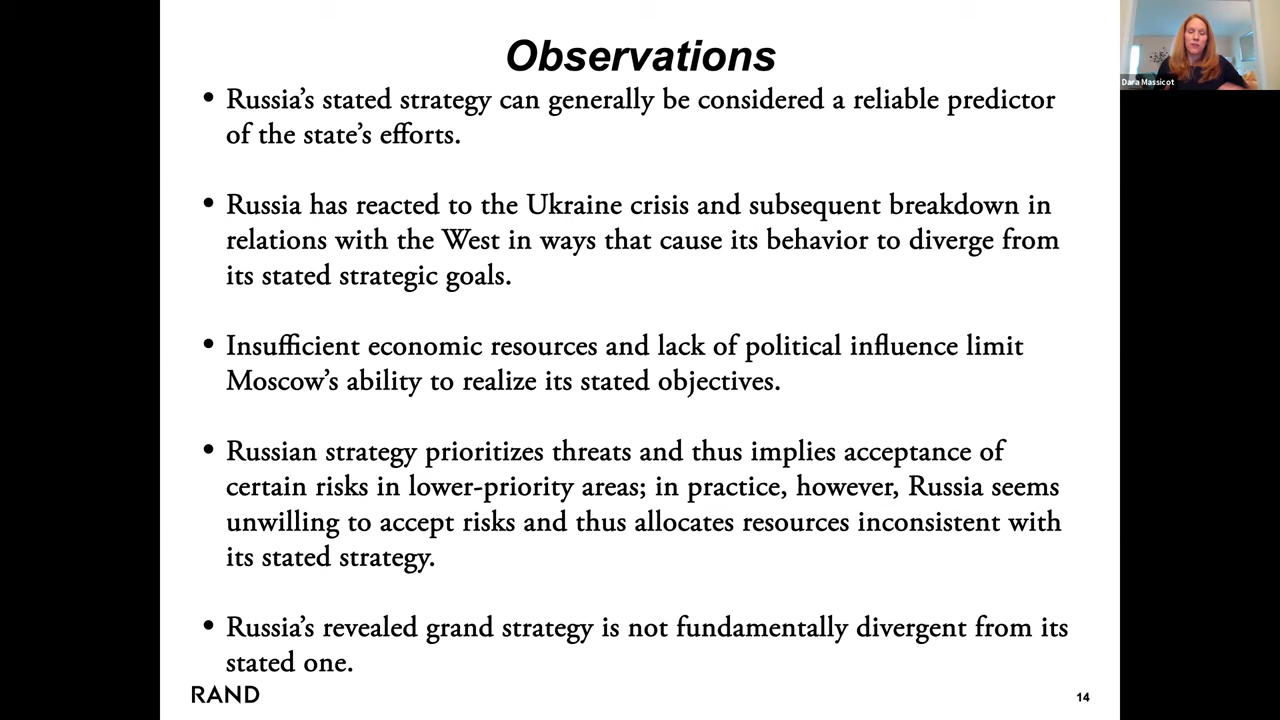 Observations
Dara Massicot
• Russia’s stated strategy can generally be considered a reliable predictor
of the state’s efforts.
• Russia has reacted to the Ukraine crisis and subsequent breakdown in
relations with the West in ways that cause its behavior to diverge from
its stated strategic goals.
• Insufficient economic resources and lack of political influence limit
Moscow’s ability to realize its stated objectives.
• Russian strategy prioritizes threats and thus implies acceptance of
certain risks in lower-priority areas; in practice, however, Russia seems
unwilling to accept risks and thus allocates resources inconsistent with
its stated strategy.
• Russia’s revealed grand strategy is not fundamentally divergent from its
stated one.
RAND
14